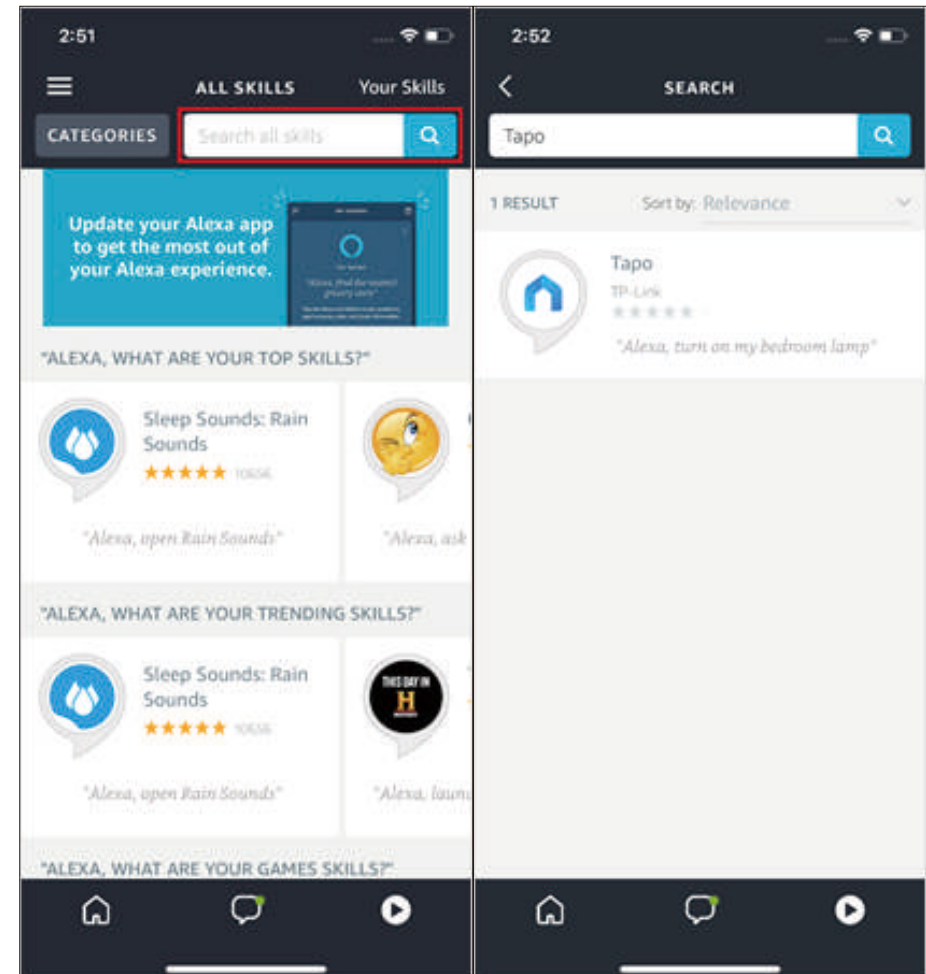 2:51
ALL SKILLS
Your Skills
CATEGORIES
Search all skills
Update your Alexa app
to get the most out of
your Alexa experience.
"ALEXA, WHAT ARE YOUR TOP SKILLS?"
Sleep Sounds: Rain
Sounds
"Alexa, open Rain Sounds"
"Alexa, ask
"ALEXA, WHAT ARE YOUR TRENDING SKILLS?"
Sleep Sounds: Rain
Sounds
THIS DAY IN
H
"Alexa, open Rain Sounds"
"Alexa, laun
"ALEXA, WHAT ARE YOUR GAMES SKILLS?"
2:52
SEARCH
Tapo
1 RESULT
Sort by: Relevance
Tapo
TP-Link
"Alexa, turn on my bedroom lamp"